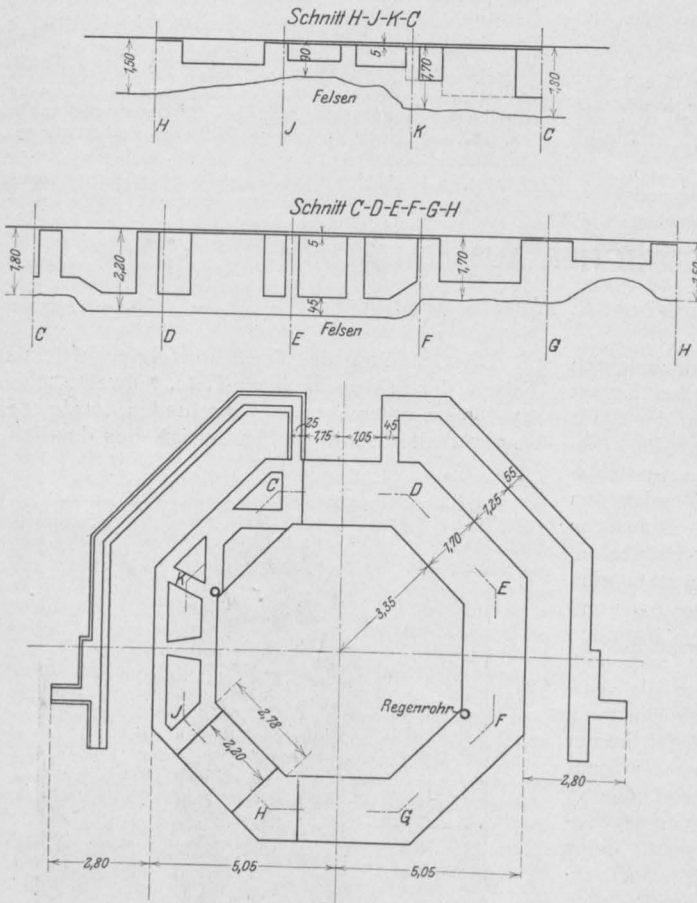 Schnitt H-J-K-C
1,50
90
5
1,70
1,80
Felsen
H
J
K
C
Schnitt C-D-E-F-G-H
1,80
2,20
5
45
1,70
1,50
Felsen
C
D
E
F
G
H
25
1,15
1,05
45
C
D
55
1,25
1,70
K
E
3,35
2,78
Regenrohr
J
F
2,20
H
G
2,80
2,80
5,05
5,05